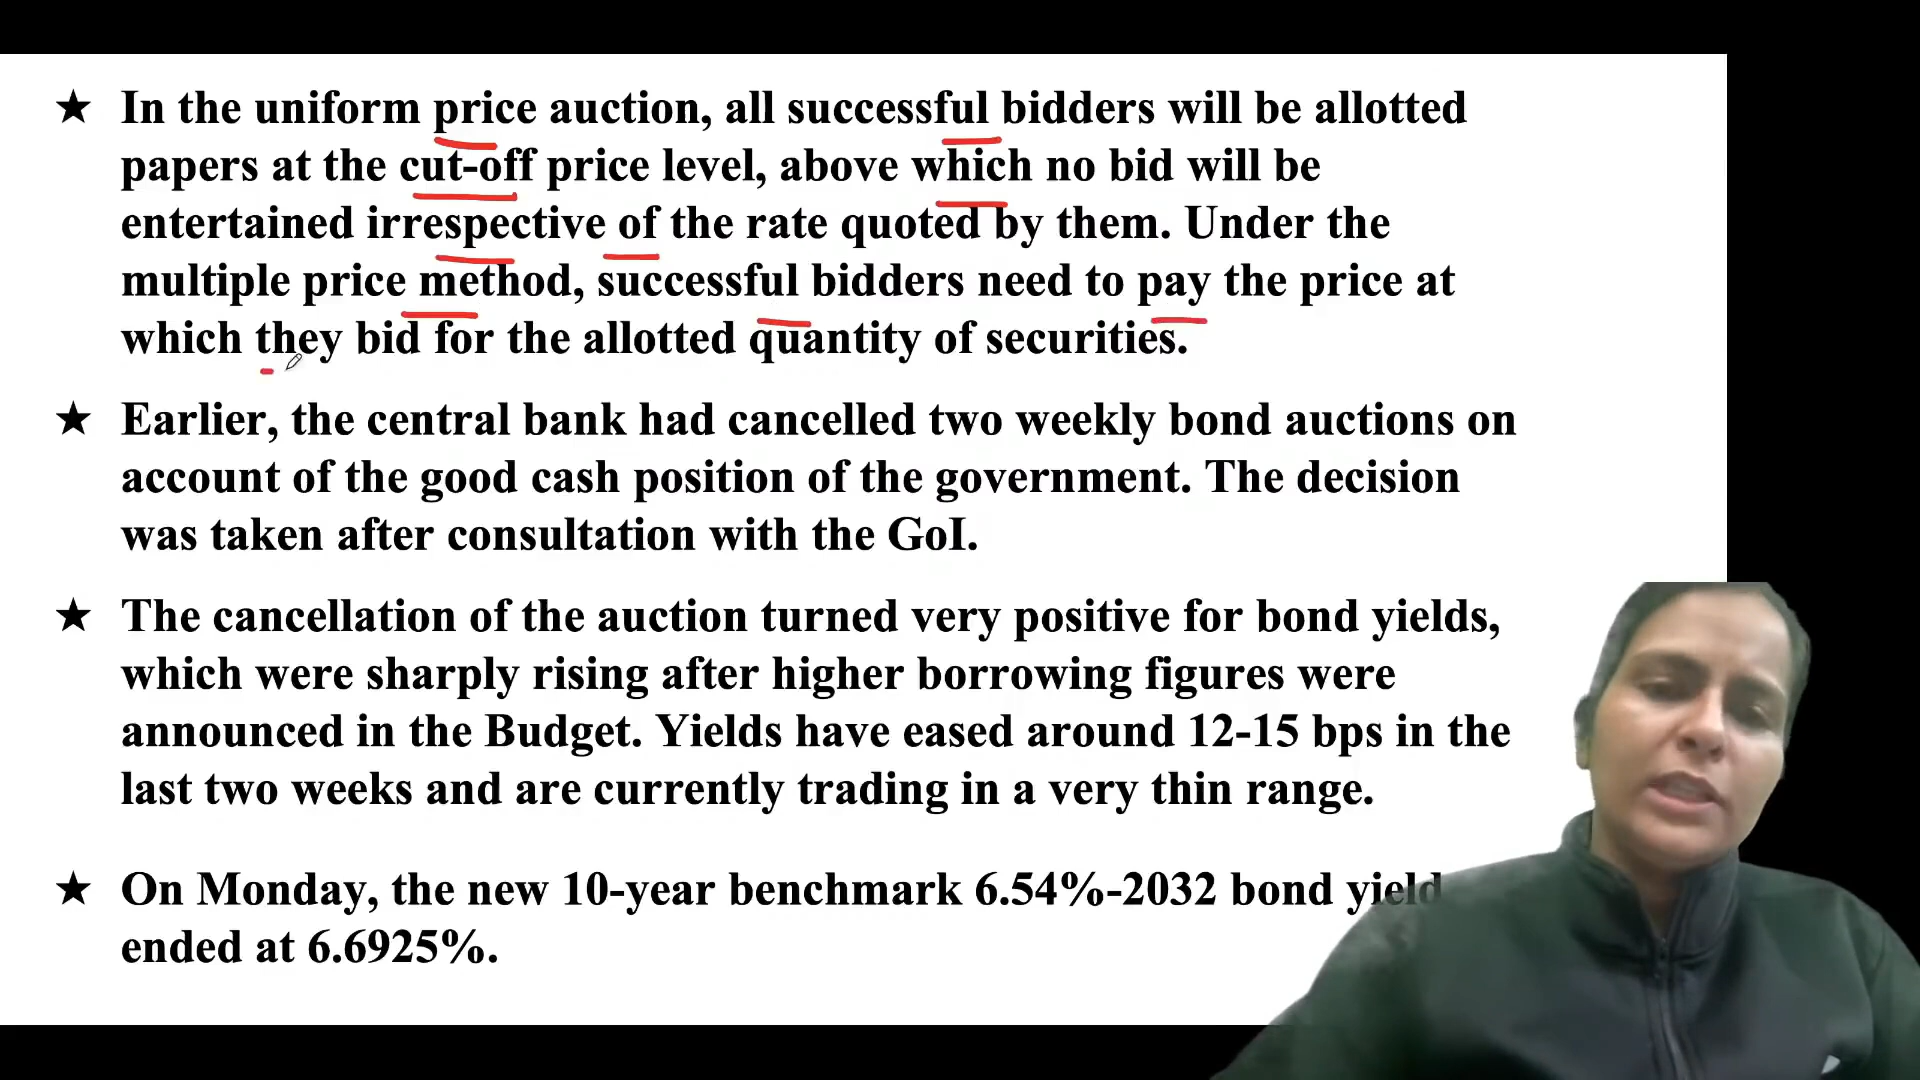 ★ In the uniform price auction, all successful bidders will be allotted
papers at the cut-off price level, above which no bid will be
entertained irrespective of the rate quoted by them. Under the
multiple price method, successful bidders need to pay the price at
which they bid for the allotted quantity of securities.
★ Earlier, the central bank had cancelled two weekly bond auctions on
account of the good cash position of the government. The decision
was taken after consultation with the GoI.
★ The cancellation of the auction turned very positive for bond yields,
which were sharply rising after higher borrowing figures were
announced in the Budget. Yields have eased around 12-15 bps in the
last two weeks and are currently trading in a very thin range.
★ On Monday, the new 10-year benchmark 6.54%-2032 bond yield
ended at 6.6925%.